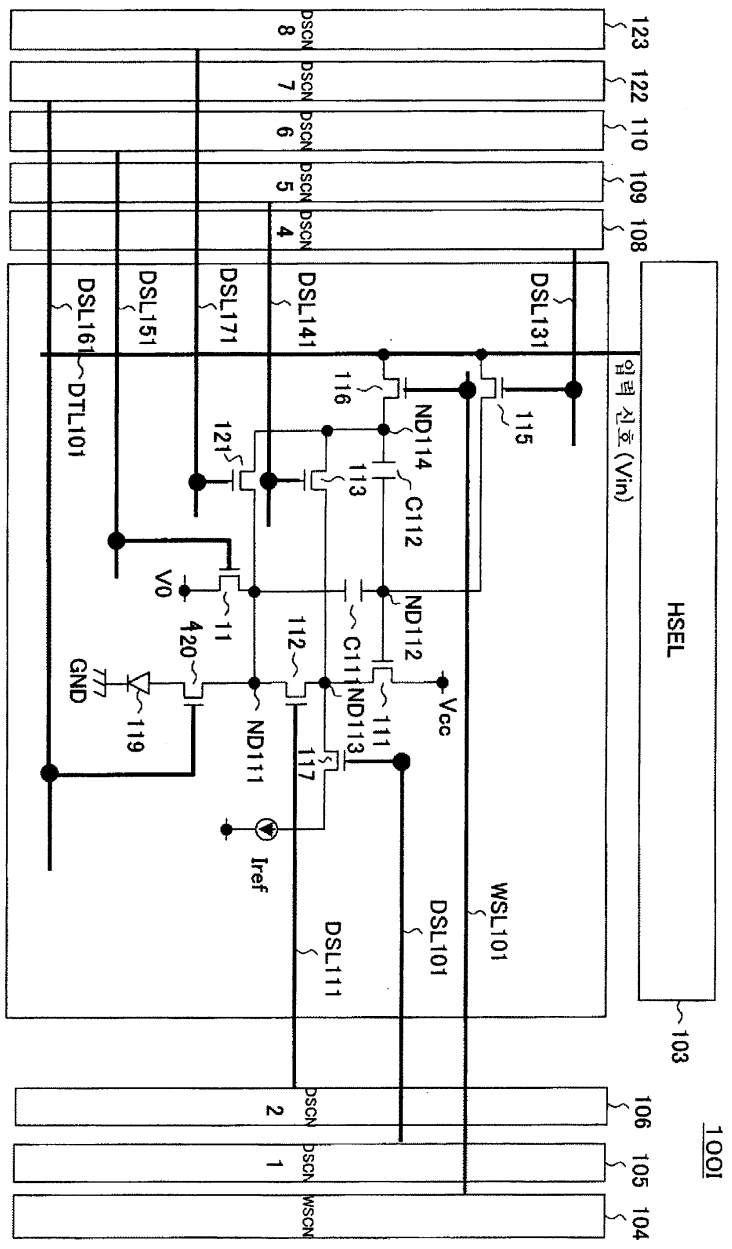 100I
HSEL
103
123
122
110
109
108
106
105
104
입력 신호(Vin)
DSL131
115
WSL101
DSL101
Vcc
ND114
C112
ND112
111
116
113
C111
ND113
117
DSL111
DSL141
112
DSCN
8
DSCN
7
DSCN
6
DSCN
5
DSCN
4
DSCN
2
DSCN
1
WSCN
Iref
ND111
DSL171
121
11
4
20
V0
DSL151
119
DSL161
DTL101
GND